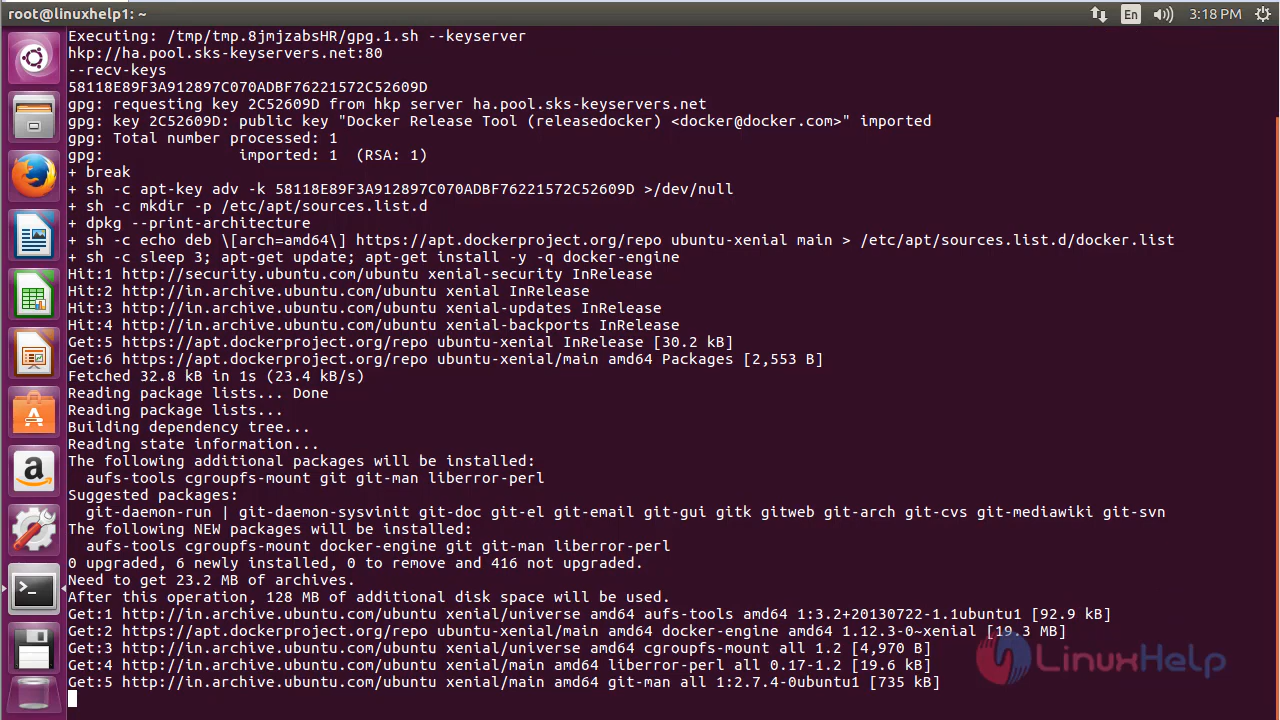 root@linuxhelp1: ~
En
3:18 PM
Executing: /tmp/tmp.8jmjzabsHR/gpg.1.sh --keyserver
hkp://ha.pool.sks-keyservers.net:80
--recv-keys
58118E89F3A912897C070ADBF76221572C52609D
gpg: requesting key 2C52609D from hkp server ha.pool.sks-keyservers.net
gpg: key 2C52609D: public key "Docker Release Tool (releasedocker) <docker@docker.com>" imported
gpg: Total number processed: 1
gpg:               imported: 1  (RSA: 1)
+ break
+ sh -c apt-key adv -k 58118E89F3A912897C070ADBF76221572C52609D >/dev/null
+ sh -c mkdir -p /etc/apt/sources.list.d
+ dpkg --print-architecture
+ sh -c echo deb \[arch=amd64\] https://apt.dockerproject.org/repo ubuntu-xenial main > /etc/apt/sources.list.d/docker.list
+ sh -c sleep 3; apt-get update; apt-get install -y -q docker-engine
Hit:1 http://security.ubuntu.com/ubuntu xenial-security InRelease
Hit:2 http://in.archive.ubuntu.com/ubuntu xenial InRelease
Hit:3 http://in.archive.ubuntu.com/ubuntu xenial-updates InRelease
Hit:4 http://in.archive.ubuntu.com/ubuntu xenial-backports InRelease
Get:5 https://apt.dockerproject.org/repo ubuntu-xenial InRelease [30.2 kB]
Get:6 https://apt.dockerproject.org/repo ubuntu-xenial/main amd64 Packages [2,553 B]
Fetched 32.8 kB in 1s (23.4 kB/s)
Reading package lists... Done
Reading package lists...
Building dependency tree...
Reading state information...
The following additional packages will be installed:
  aufs-tools cgroupfs-mount git git-man liberror-perl
Suggested packages:
  git-daemon-run | git-daemon-sysvinit git-doc git-el git-email git-gui gitk gitweb git-arch git-cvs git-mediawiki git-svn
The following NEW packages will be installed:
  aufs-tools cgroupfs-mount docker-engine git git-man liberror-perl
0 upgraded, 6 newly installed, 0 to remove and 416 not upgraded.
Need to get 23.2 MB of archives.
After this operation, 128 MB of additional disk space will be used.
Get:1 http://in.archive.ubuntu.com/ubuntu xenial/universe amd64 aufs-tools amd64 1:3.2+20130722-1.1ubuntu1 [92.9 kB]
Get:2 https://apt.dockerproject.org/repo ubuntu-xenial/main amd64 docker-engine amd64 1.12.3-0~xenial [19.3 MB]
Get:3 http://in.archive.ubuntu.com/ubuntu xenial/universe amd64 cgroupfs-mount all 1.2 [4,970 B]
Get:4 http://in.archive.ubuntu.com/ubuntu xenial/main amd64 liberror-perl all 0.17-1.2 [19.6 kB]
Get:5 http://in.archive.ubuntu.com/ubuntu xenial/main amd64 git-man all 1:2.7.4-0ubuntu1 [735 kB]
LinuxHelp